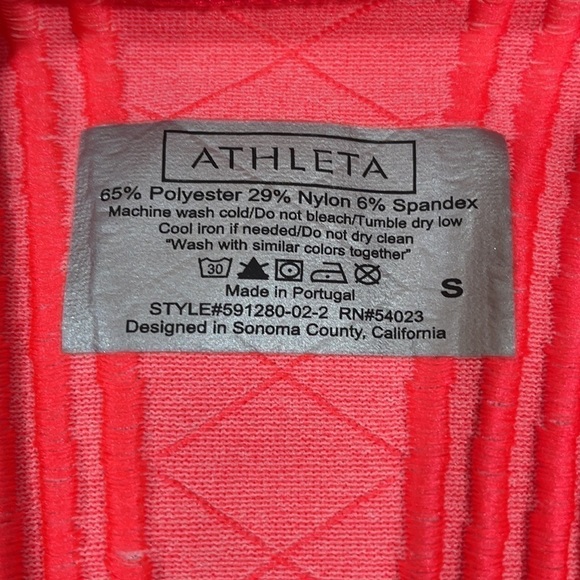 ATHLETA
65% Polyester 29% Nylon 6% Spandex
Machine wash cold/Do not bleach/Tumble dry low
Cool iron if needed/Do not dry clean
"Wash with similar colors together"
30
Made in Portugal
S
STYLE#591280-02-2 RN#54023
Designed in Sonoma County, California